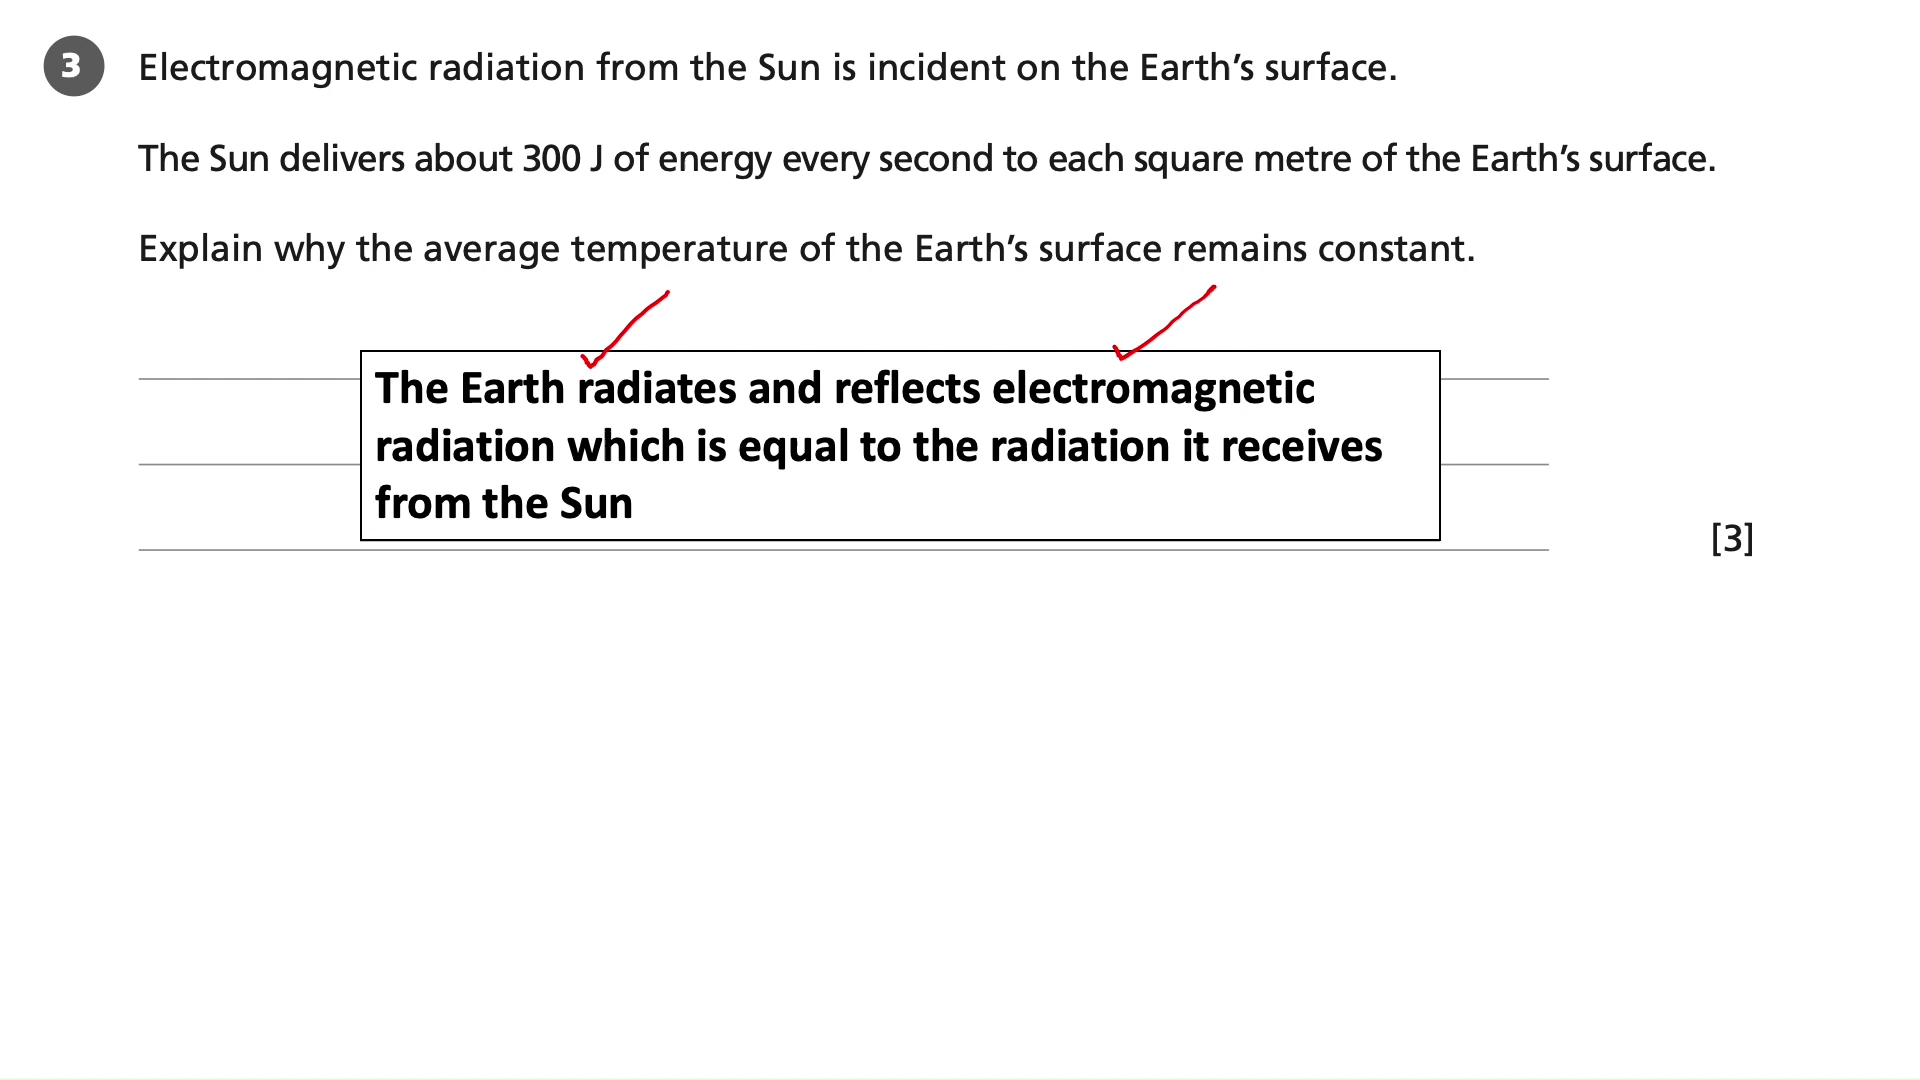 3 Electromagnetic radiation from the Sun is incident on the Earth’s surface.
The Sun delivers about 300 J of energy every second to each square metre of the Earth’s surface.
Explain why the average temperature of the Earth’s surface remains constant.
The Earth radiates and reflects electromagnetic
radiation which is equal to the radiation it receives
from the Sun
[3]